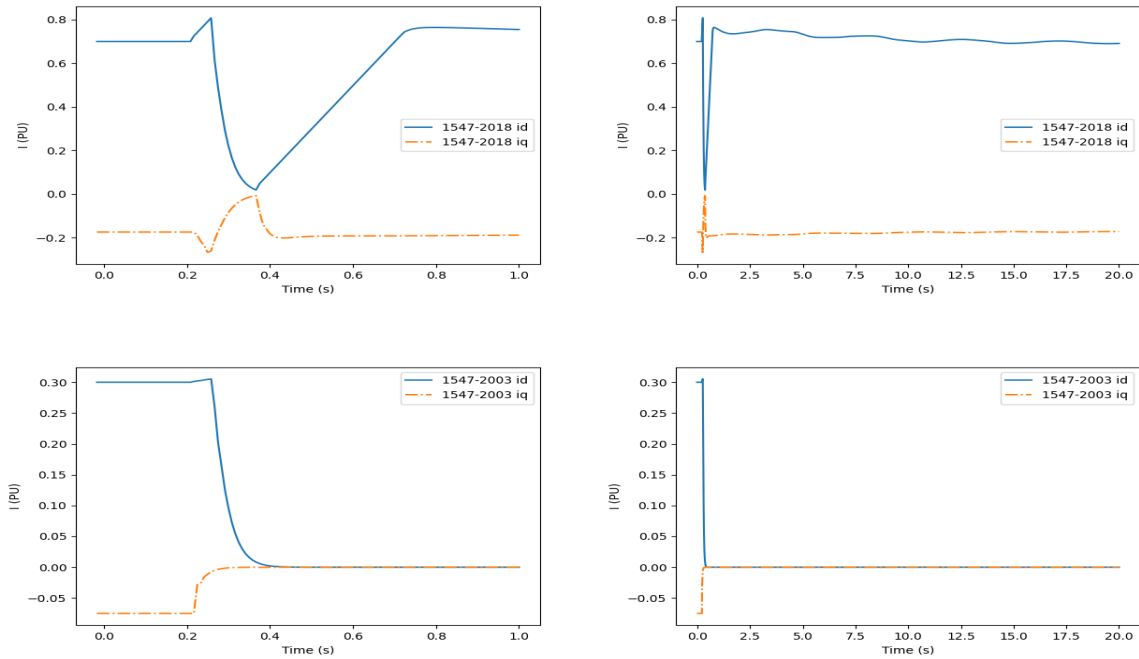 0.8
0.6
0.4
0.2
0.0
−0.2
I (PU)
1547-2018 id
1547-2018 iq
0.0 0.2 0.4 0.6 0.8 1.0
Time (s)
0.8
0.6
0.4
0.2
0.0
−0.2
I (PU)
1547-2018 id
1547-2018 iq
0.0 2.5 5.0 7.5 10.0 12.5 15.0 17.5 20.0
Time (s)
0.30
0.25
0.20
0.15
0.10
0.05
0.00
−0.05
I (PU)
1547-2003 id
1547-2003 iq
0.0 0.2 0.4 0.6 0.8 1.0
Time (s)
0.30
0.25
0.20
0.15
0.10
0.05
0.00
−0.05
I (PU)
1547-2003 id
1547-2003 iq
0.0 2.5 5.0 7.5 10.0 12.5 15.0 17.5 20.0
Time (s)